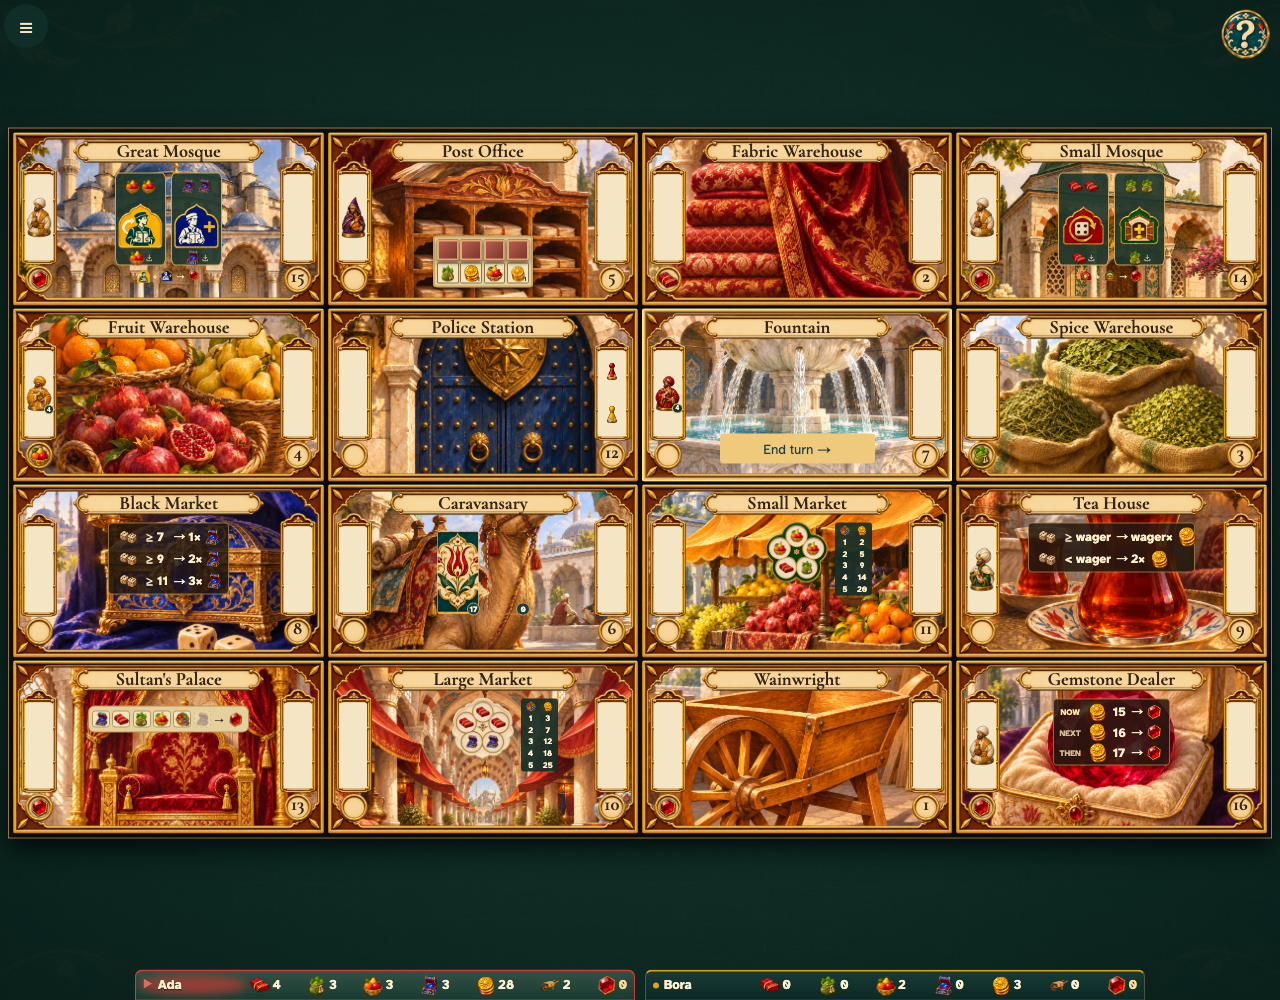 ?
Great Mosque
15
Post Office
5
Fabric Warehouse
2
Small Mosque
14
Fruit Warehouse
4
4
Police Station
12
Fountain
4
End turn →
7
Spice Warehouse
3
Black Market
≥ 7 → 1×
≥ 9 → 2×
≥ 11 → 3×
8
Caravansary
17
0
6
Small Market
1 2
2 5
3 9
4 14
5 20
11
Tea House
≥ wager → wager×
< wager → 2×
9
Sultan's Palace
→
13
Large Market
1 3
2 7
3 12
4 18
5 25
10
Wainwright
1
Gemstone Dealer
NOW 15 →
NEXT 16 →
THEN 17 →
16
Ada 4 3 3 3 28 2 0
Bora 0 0 2 0 3 0 0